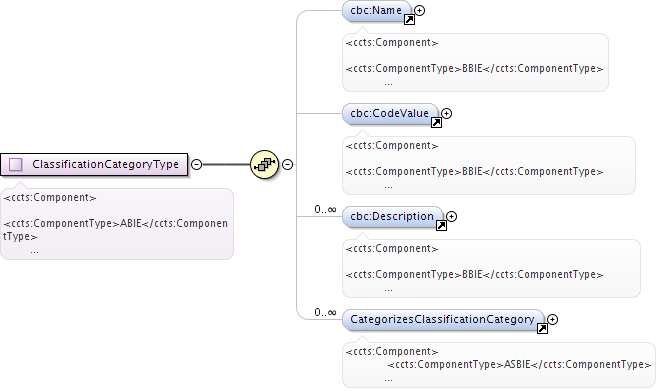 cbc:Name
<ccts:Component>
<ccts:ComponentType>BBIE</ccts:ComponentType>
...
cbc:CodeValue
<ccts:Component>
<ccts:ComponentType>BBIE</ccts:ComponentType>
...
ClassificationCategoryType
<ccts:Component>
<ccts:ComponentType>ABIE</ccts:Componen
tType>
...
0..∞
cbc:Description
<ccts:Component>
<ccts:ComponentType>BBIE</ccts:ComponentType>
...
0..∞
CategorizesClassificationCategory
<ccts:Component>
<ccts:ComponentType>ASBIE</ccts:ComponentType>
...